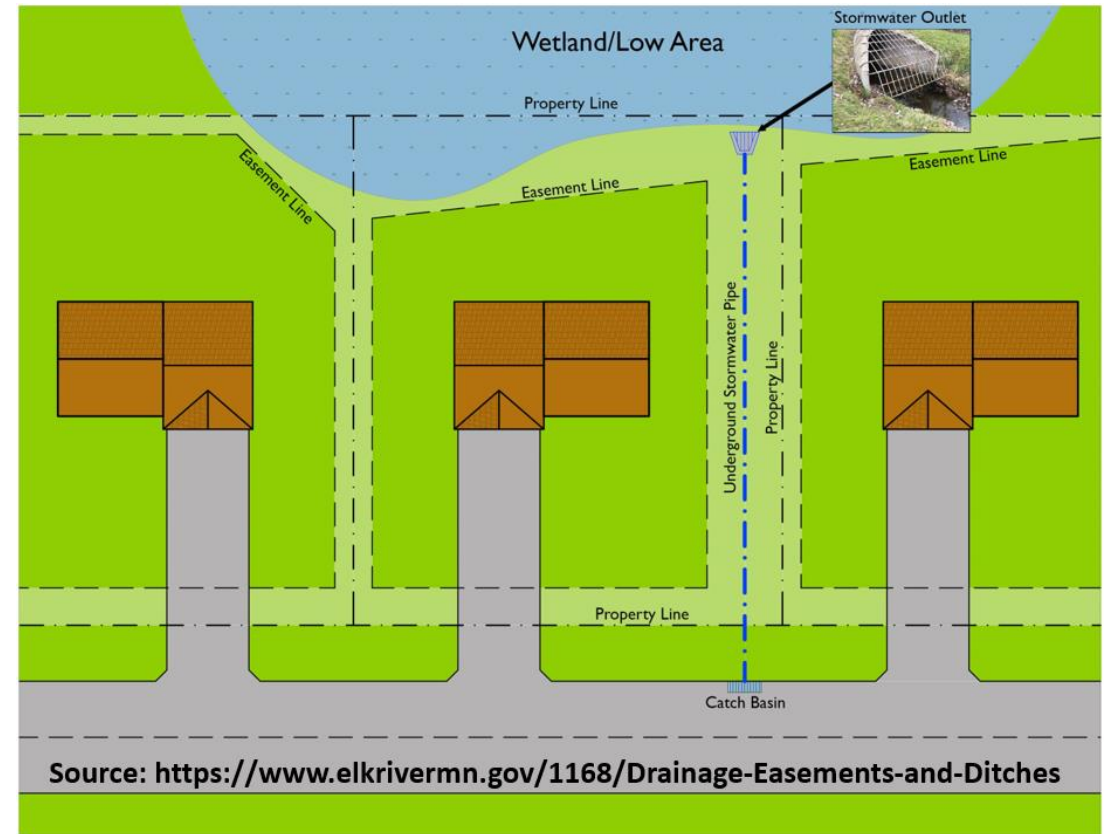 Stormwater Outlet
Wetland/Low Area
Property Line
Easement Line
Easement Line
Easement Line
Underground Stormwater Pipe
Property Line
Property Line
Catch Basin
Source: https://www.elkrivermn.gov/1168/Drainage-Easements-and-Ditches